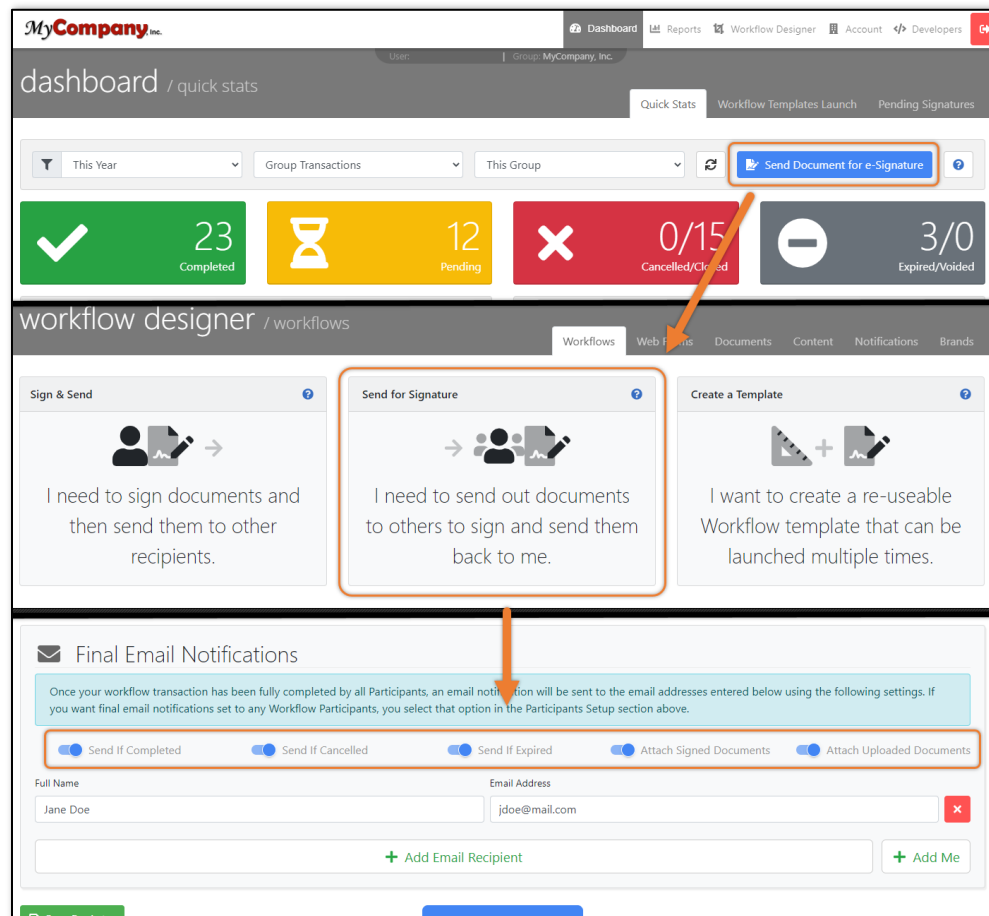 MyCompany, Inc.
Dashboard Reports Workflow Designer Account Developers
User: | Group: MyCompany, Inc.
dashboard / quick stats
Quick Stats Workflow Templates Launch Pending Signatures
This Year Group Transactions This Group Send Document for e-Signature
23 12 0/15 3/0
Completed Pending Cancelled/Closed Expired/Voided
workflow designer / workflows
Workflows Web Forms Documents Content Notifications Brands
Sign & Send
I need to sign documents and
then send them to other
recipients.
Send for Signature
I need to send out documents
to others to sign and send them
back to me.
Create a Template
I want to create a re-useable
Workflow template that can be
launched multiple times.
Final Email Notifications
Once your workflow transaction has been fully completed by all Participants, an email notification will be sent to the email addresses entered below using the following settings. If
you want final email notifications set to any Workflow Participants, you select that option in the Participants Setup section above.
Send If Completed Send If Cancelled Send If Expired Attach Signed Documents Attach Uploaded Documents
Full Name Email Address
Jane Doe jdoe@mail.com
+ Add Email Recipient + Add Me